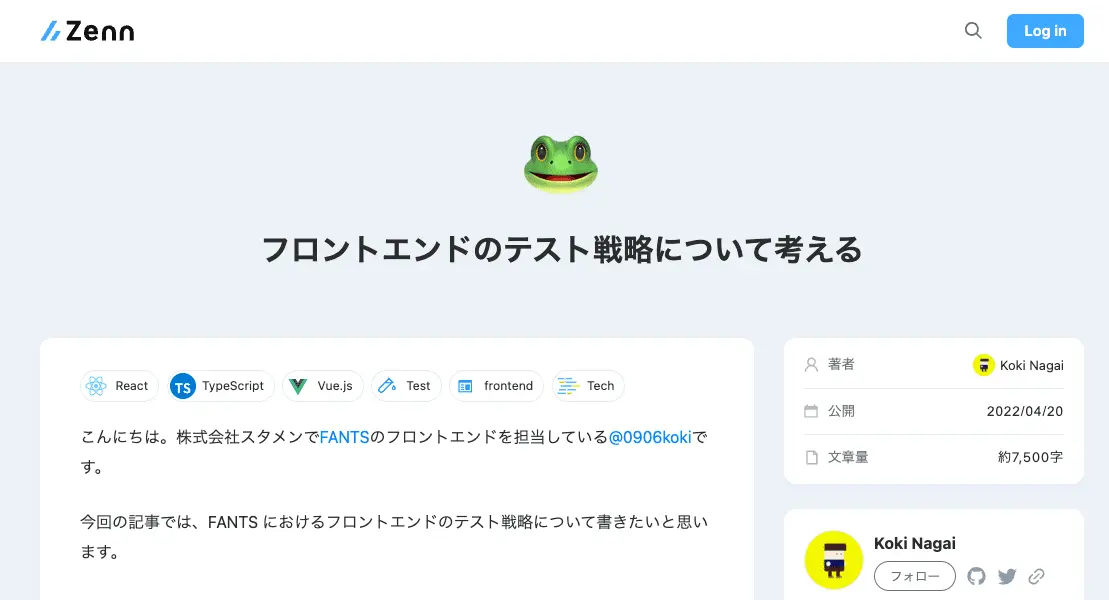 Zenn
Log in
フロントエンドのテスト戦略について考える
React
TypeScript
Vue.js
Test
frontend
Tech
こんにちは。株式会社スタメンでFANTSのフロントエンドを担当している@0906kokiで
す。
今回の記事では、FANTS におけるフロントエンドのテスト戦略について書きたいと思い
ます。
著者 Koki Nagai
公開 2022/04/20
文章量 約7,500字
Koki Nagai
フォロー